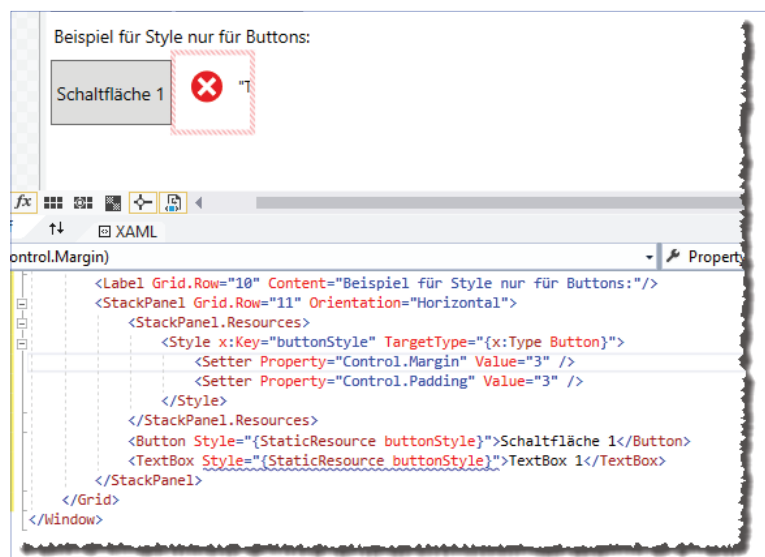 Beispiel für Style nur für Buttons:
Schaltfläche 1
"T
fx
XAML
ontrol.Margin)
Property
<Label Grid.Row="10" Content="Beispiel für Style nur für Buttons:"/>
<StackPanel Grid.Row="11" Orientation="Horizontal">
<StackPanel.Resources>
<Style x:Key="buttonStyle" TargetType="{x:Type Button}">
<Setter Property="Control.Margin" Value="3" />
<Setter Property="Control.Padding" Value="3" />
</Style>
</StackPanel.Resources>
<Button Style="{StaticResource buttonStyle}">Schaltfläche 1</Button>
<TextBox Style="{StaticResource buttonStyle}">TextBox 1</TextBox>
</StackPanel>
</Grid>
</Window>